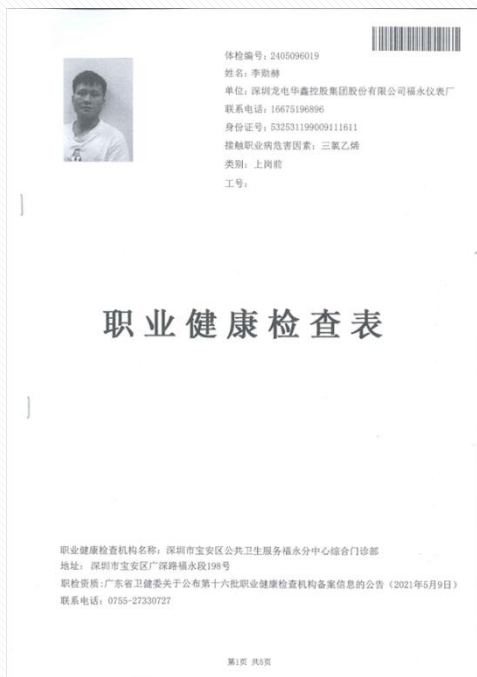 体检编号：2405096019
姓名：李勋赫
单位：深圳龙电华鑫控股集团股份有限公司福永仪表厂
联系电话：16675196896
身份证号：532531199009111611
接触职业病危害因素：三氯乙烯
类别：上岗前
工号：
职业健康检查表
职业健康检查机构名称：深圳市宝安区公共卫生服务福永分中心综合门诊部
地址：深圳市宝安区广深路福永段198号
职检资质:广东省卫健委关于公布第十六批职业健康检查机构备案信息的公告（2021年5月9日）
联系电话：0755-27330727
第1页 共5页